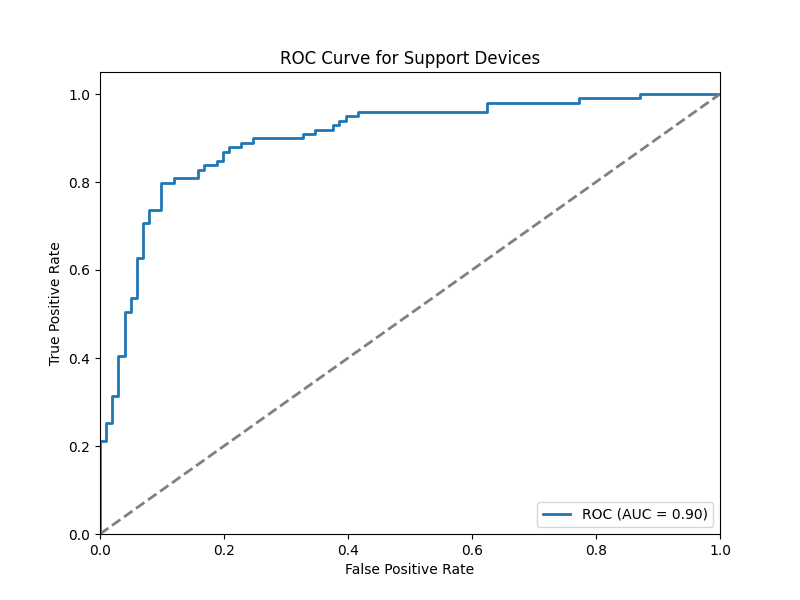 ROC Curve for Support Devices
1.0
0.8
0.6
0.4
0.2
0.0
True Positive Rate
ROC (AUC = 0.90)
0.0 0.2 0.4 0.6 0.8 1.0
False Positive Rate